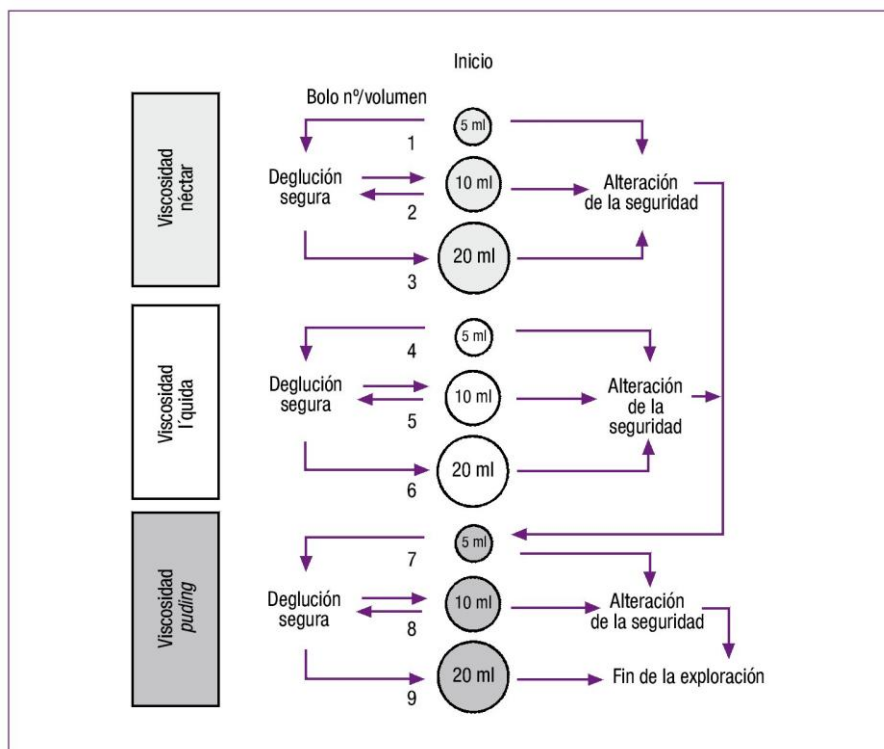 Inicio
Bolo nº/volumen
Viscosidad
néctar
1
5 ml
Deglución
segura
10 ml
2
Alteración
de la seguridad
20 ml
3
Viscosidad
l´quida
4
5 ml
Deglución
segura
10 ml
5
Alteración
de la
seguridad
20 ml
6
Viscosidad
puding
7
5 ml
Deglución
segura
10 ml
8
Alteración
de la seguridad
20 ml
9
Fin de la exploración